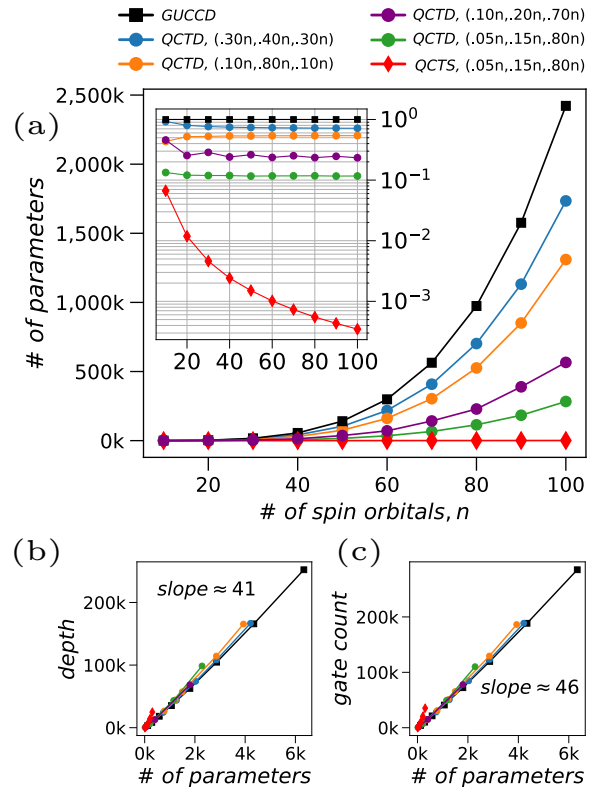 GUCCD
QCTD, (.30n,.40n,.30n)
QCTD, (.10n,.80n,.10n)
QCTD, (.10n,.20n,.70n)
QCTD, (.05n,.15n,.80n)
QCTS, (.05n,.15n,.80n)
(a)
# of parameters
2,500k
2,000k
1,500k
1,000k
500k
0k
10⁰
10⁻¹
10⁻²
10⁻³
20 40 60 80 100
20 40 60 80 100
# of spin orbitals, n
(b)
depth
200k
100k
0k
slope ≈ 41
0k 2k 4k 6k
# of parameters
(c)
gate count
200k
100k
0k
slope ≈ 46
0k 2k 4k 6k
# of parameters